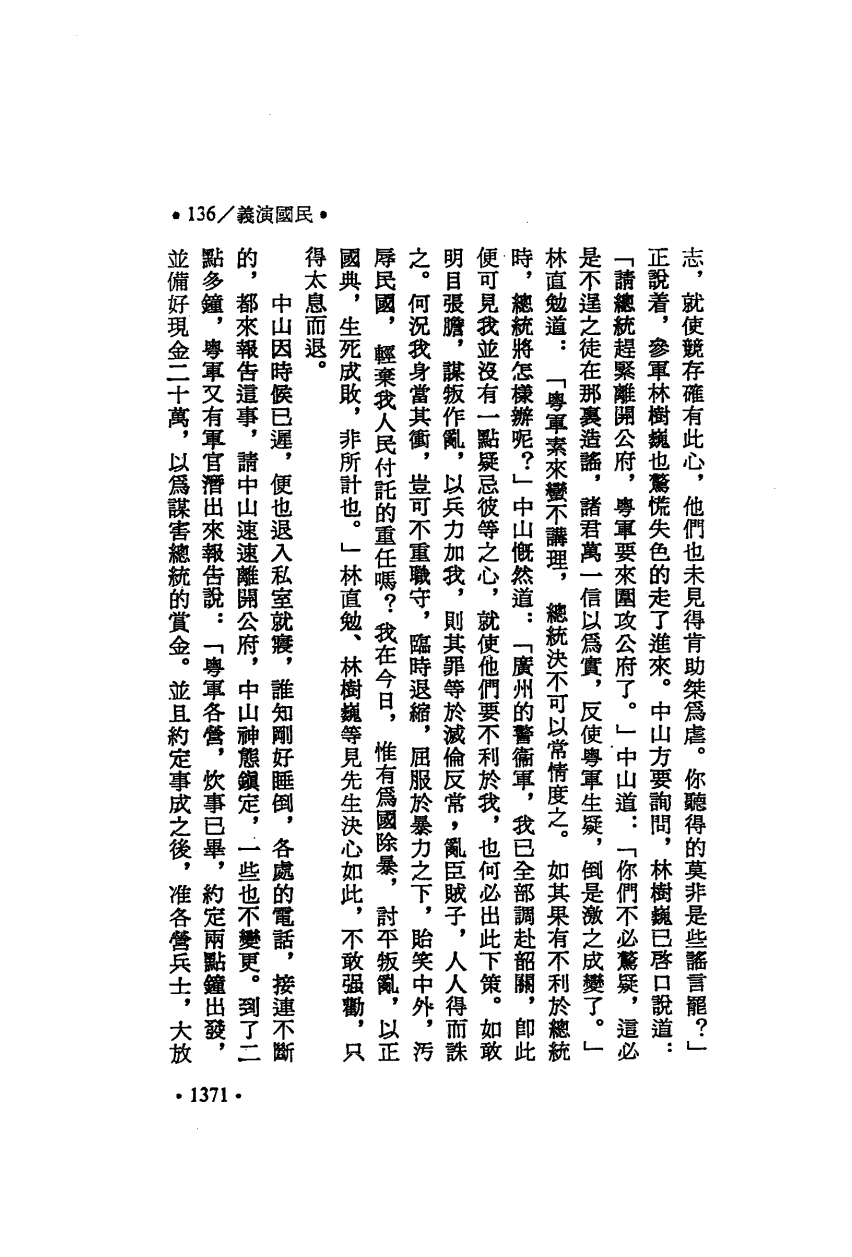 •136／義演國民•
志，就使競存確有此心，他們也未見得肯助桀爲虐。你聽得的莫非是些謠言罷？」
正說着，參軍林樹巍也驚慌失色的走了進來。中山方要詢問，林樹巍已啓口說道：
「請總統趕緊離開公府，粵軍要來圍攻公府了。」中山道：「你們不必驚疑，這必
是不逞之徒在那裏造謠，諸君萬一信以爲實，反使粵軍生疑，倒是激之成變了。」
林直勉道：「粵軍素來蠻不講理，總統決不可以常情度之。如其果有不利於總統
時，總統將怎樣辦呢？」中山慨然道：「廣州的警衞軍，我已全部調赴韶關，卽此
便可見我並沒有一點疑忌彼等之心，就使他們要不利於我，也何必出此下策。如敢
明目張膽，謀叛作亂，以兵力加我，則其罪等於滅倫反常，亂臣賊子，人人得而誅
之。何況我身當其衝，豈可不重職守，臨時退縮，屈服於暴力之下，貽笑中外，汚
辱民國，輕棄我人民付託的重任嗎？我在今日，惟有爲國除暴，討平叛亂，以正
國典，生死成敗，非所計也。」林直勉、林樹巍等見先生決心如此，不敢强勸，只
得太息而退。
中山因時候已遲，便也退入私室就寢，誰知剛好睡倒，各處的電話，接連不斷
的，都來報告這事，請中山速速離開公府，中山神態鎭定，一些也不變更。到了二
點多鐘，粵軍又有軍官潛出來報告說：「粵軍各營，炊事已畢，約定兩點鐘出發，
並備好現金二十萬，以爲謀害總統的賞金。並且約定事成之後，准各營兵士，大放
•1371•